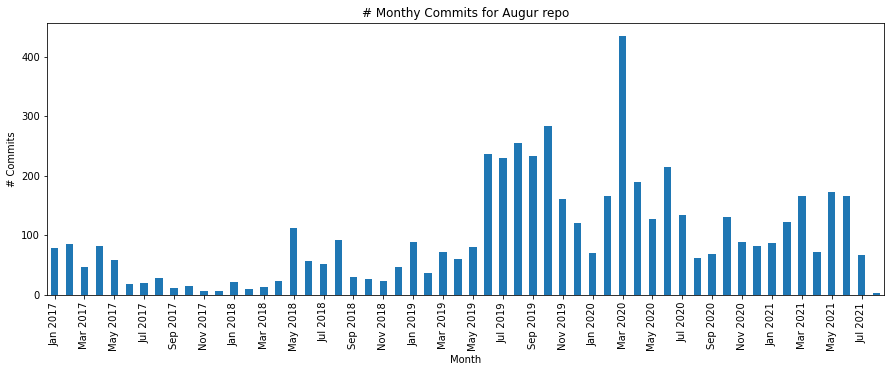 # Monthy Commits for Augur repo
# Commits
400
300
200
100
0
Jan 2017
Mar 2017
May 2017
Jul 2017
Sep 2017
Nov 2017
Jan 2018
Mar 2018
May 2018
Jul 2018
Sep 2018
Nov 2018
Jan 2019
Mar 2019
May 2019
Jul 2019
Sep 2019
Nov 2019
Jan 2020
Mar 2020
May 2020
Jul 2020
Sep 2020
Nov 2020
Jan 2021
Mar 2021
May 2021
Jul 2021
Month